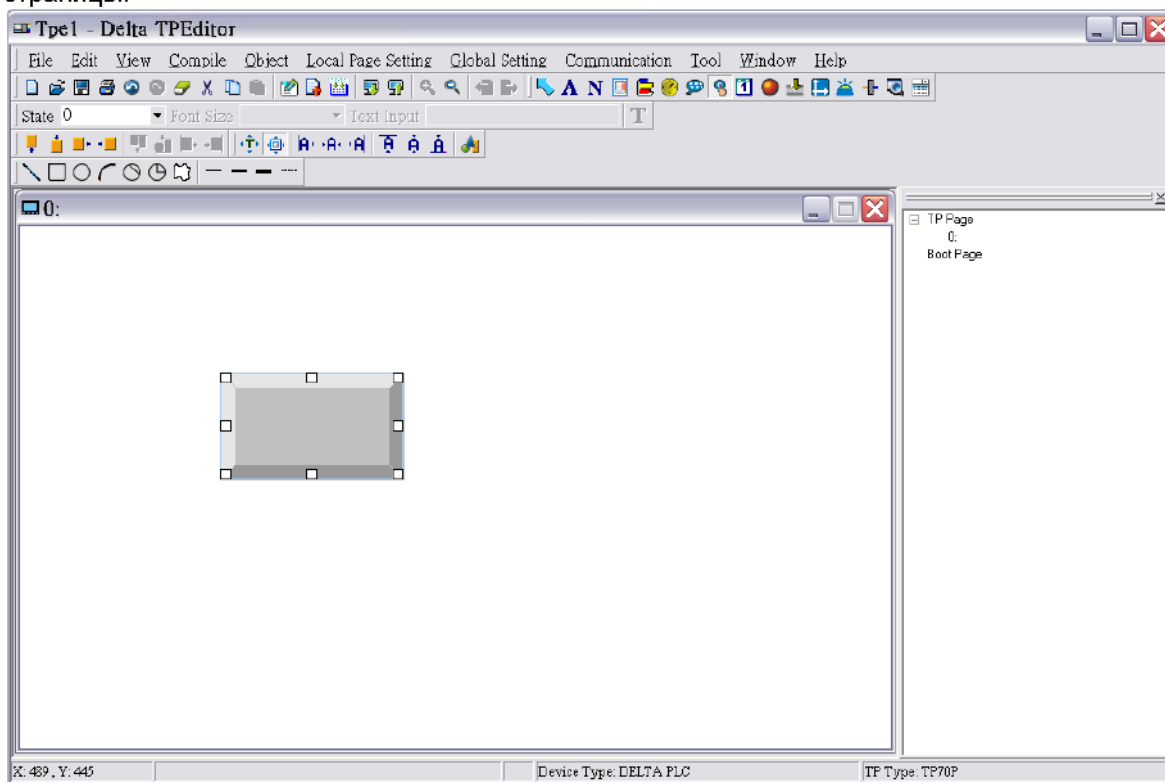 страницы.
Tpe1 - Delta TPEditor
File Edit View Compile Object Local Page Setting Global Setting Communication Tool Window Help
A N 1
State 0 Font Size Text Input T
T A A A A A A
0:
TP Page
0:
Boot Page
X: 489 , Y: 445 Device Type: DELTA PLC TP Type: TP70P